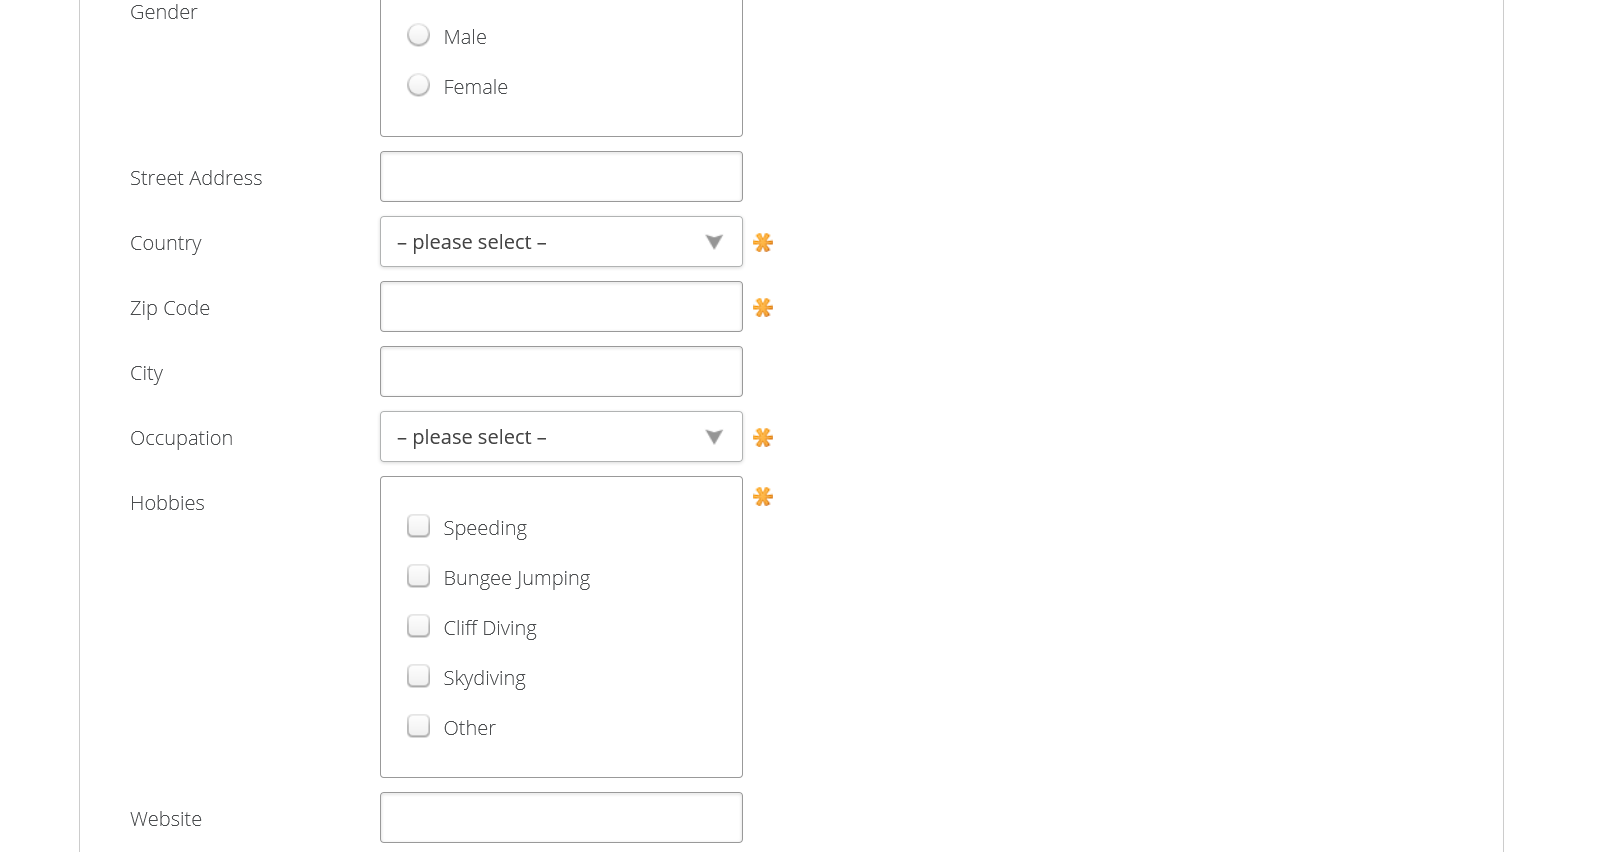 Gender
Male
Female
Street Address
Country
– please select –
Zip Code
City
Occupation
– please select –
Hobbies
Speeding
Bungee Jumping
Cliff Diving
Skydiving
Other
Website